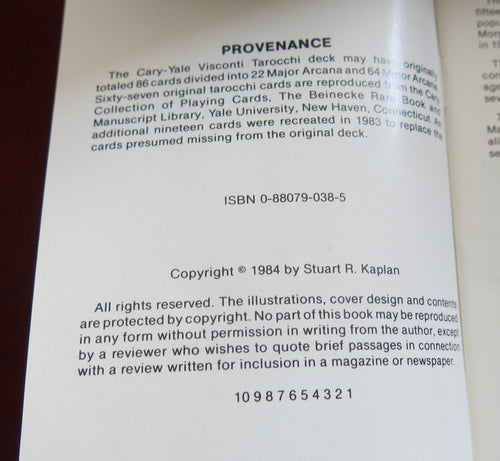 PROVENANCE
The Cary-Yale Visconti Tarocchi deck may have originally
totaled 86 cards divided into 22 Major Arcana and 64 Minor Arcana.
Sixty-seven original tarocchi cards are reproduced from the Cary
Collection of Playing Cards, The Beinecke Rare Book and
Manuscript Library, Yale University, New Haven, Connecticut. An
additional nineteen cards were recreated in 1983 to replace the
cards presumed missing from the original deck.
ISBN 0-88079-038-5
Copyright © 1984 by Stuart R. Kaplan
All rights reserved. The illustrations, cover design and contents
are protected by copyright. No part of this book may be reproduced
in any form without permission in writing from the author, except
by a reviewer who wishes to quote brief passages in connection
with a review written for inclusion in a magazine or newspaper.
10 9 8 7 6 5 4 3 2 1